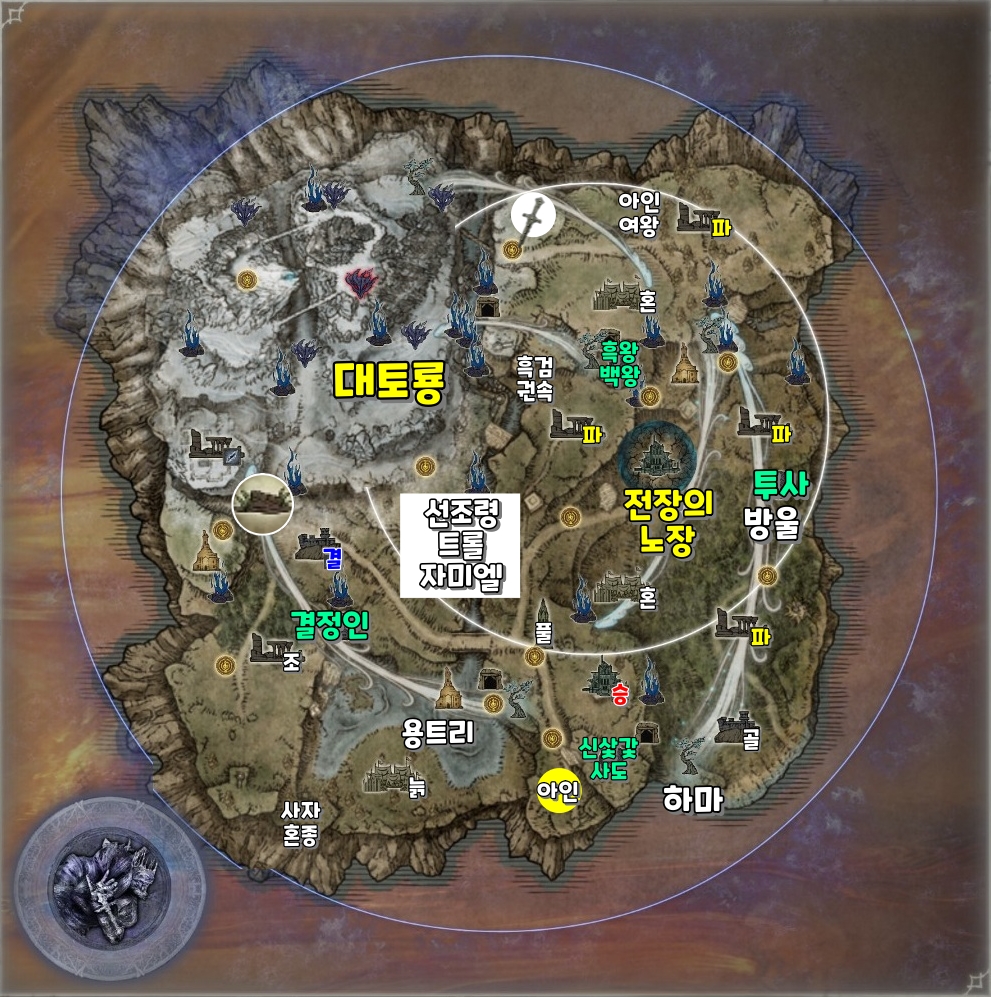 아인
여왕
파
혼
흑왕
백왕
흑검
권속
대토룡
파
파
투사
방울
전장의
노장
선조령
트롤
자미엘
결
결정인
혼
풀
파
조
승
용트리
골
신샃갗
사도
늙
아인
하마
사자
혼종